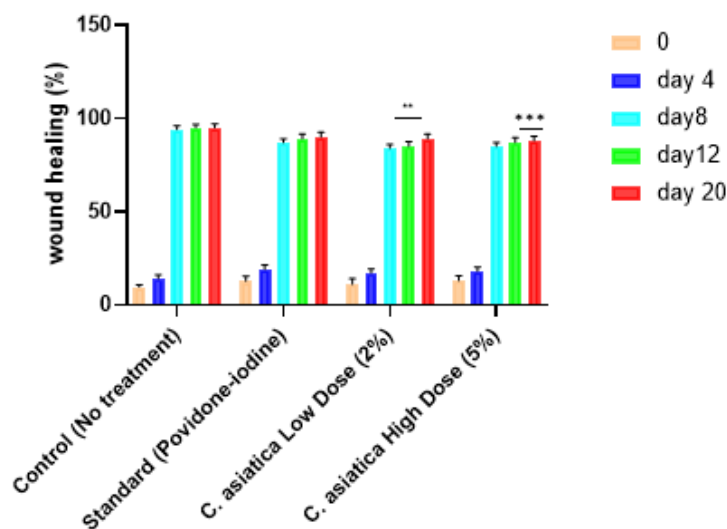 150
100
50
0
wound healing (%)
**
***
Control (No treatment)
Standard (Povidone-iodine)
C. asiatica Low Dose (2%)
C. asiatica High Dose (5%)
0
day 4
day8
day12
day 20